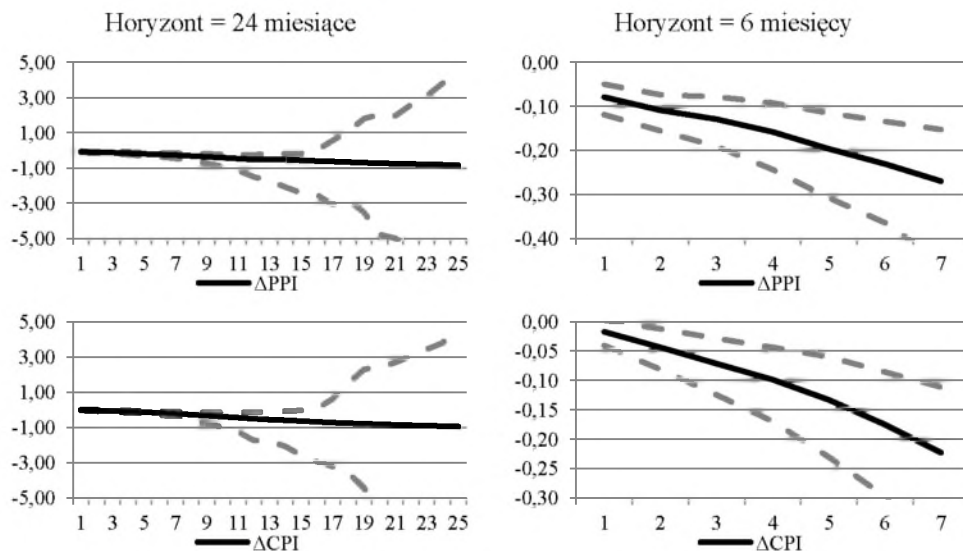 Horyzont = 24 miesiące
Horyzont = 6 miesięcy
5,00
3,00
1,00
-1,00
-3,00
-5,00
1 3 5 7 9 11 13 15 17 19 21 23 25
ΔPPI
0,00
-0,10
-0,20
-0,30
-0,40
1 2 3 4 5 6 7
ΔPPI
5,00
3,00
1,00
-1,00
-3,00
-5,00
1 3 5 7 9 11 13 15 17 19 21 23 25
ΔCPI
0,00
-0,05
-0,10
-0,15
-0,20
-0,25
-0,30
1 2 3 4 5 6 7
ΔCPI